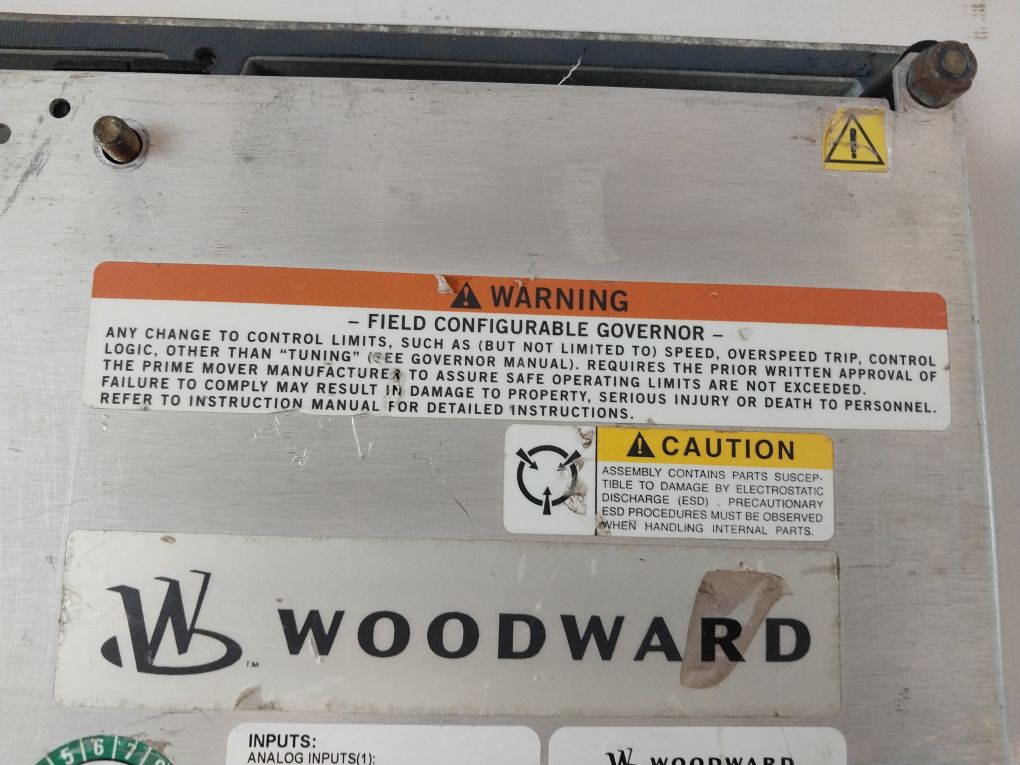 WARNING
– FIELD CONFIGURABLE GOVERNOR –
ANY CHANGE TO CONTROL LIMITS, SUCH AS (BUT NOT LIMITED TO) SPEED, OVERSPEED TRIP, CONTROL
LOGIC, OTHER THAN “TUNING” (SEE GOVERNOR MANUAL). REQUIRES THE PRIOR WRITTEN APPROVAL OF
THE PRIME MOVER MANUFACTURER TO ASSURE SAFE OPERATING LIMITS ARE NOT EXCEEDED.
FAILURE TO COMPLY MAY RESULT IN DAMAGE TO PROPERTY, SERIOUS INJURY OR DEATH TO PERSONNEL.
REFER TO INSTRUCTION MANUAL FOR DETAILED INSTRUCTIONS.
CAUTION
ASSEMBLY CONTAINS PARTS SUSCEP-
TIBLE TO DAMAGE BY ELECTROSTATIC
DISCHARGE (ESD) . PRECAUTIONARY
ESD PROCEDURES MUST BE OBSERVED
WHEN HANDLING INTERNAL PARTS.
W TM WOODWARD
5 6 7
INPUTS:
ANALOG INPUTS(1):
W WOODWARD